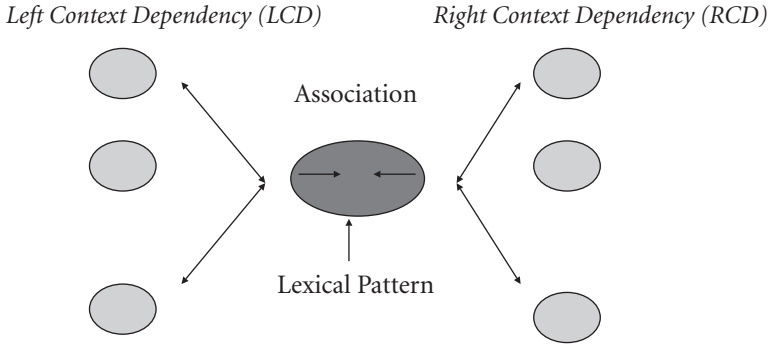 Left Context Dependency (LCD)
Right Context Dependency (RCD)
Association
Lexical Pattern